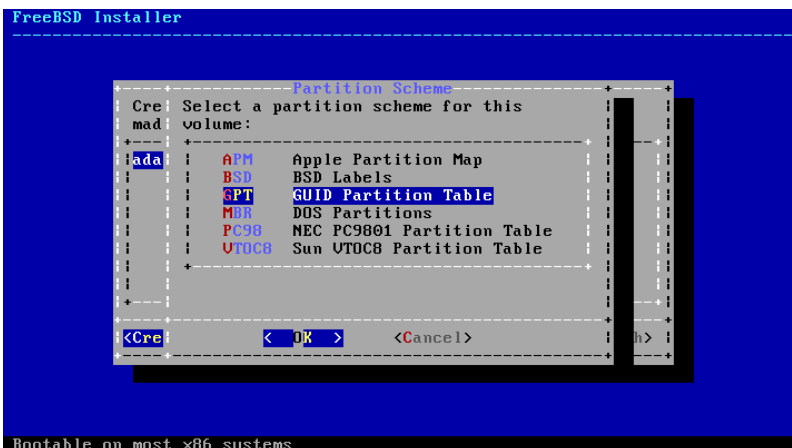 FreeBSD Installer
Partition Scheme
Cre Select a partition scheme for this
mad volume:
ada APM Apple Partition Map
BSD BSD Labels
GPT GUID Partition Table
MBR DOS Partitions
PC98 NEC PC9801 Partition Table
VTOC8 Sun VTOC8 Partition Table
<Cre < OK > <Cancel> h>
Bootable on most x86 systems